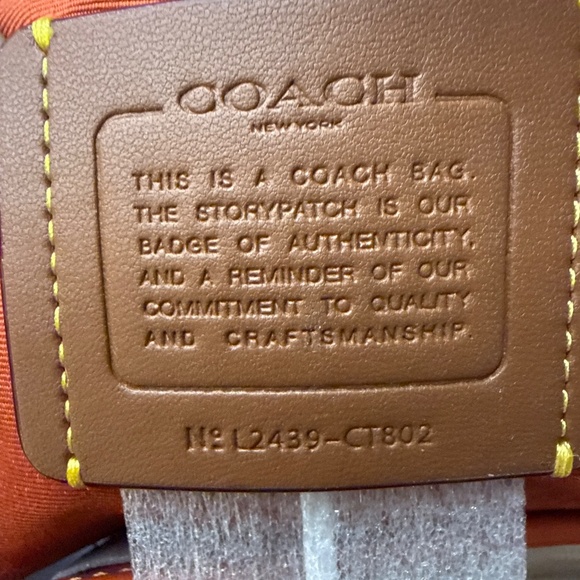 COACH
NEW YORK
THIS IS A COACH BAG.
THE STORYPATCH IS OUR
BADGE OF AUTHENTICITY,
AND A REMINDER OF OUR
COMMITMENT TO QUALITY
AND CRAFTSMANSHIP.
Nº L2439-CT802